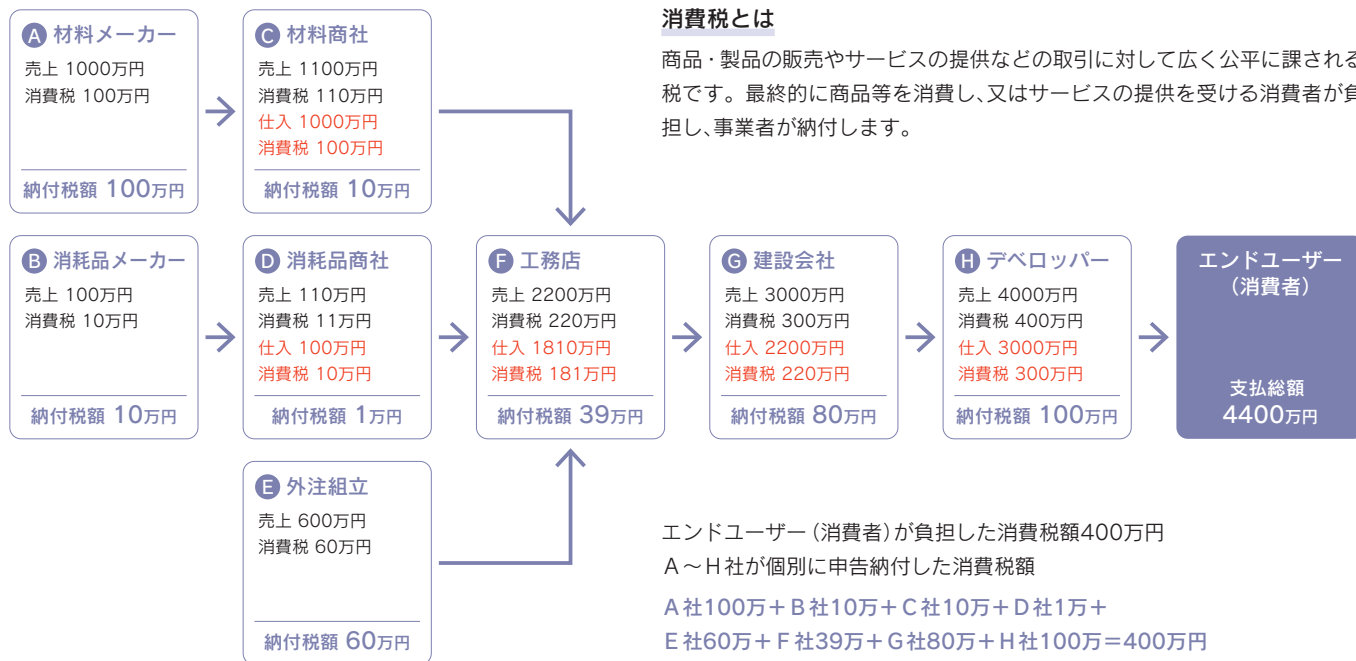 消費税とは
商品・製品の販売やサービスの提供などの取引に対して広く公平に課される
税です。最終的に商品等を消費し、又はサービスの提供を受ける消費者が負
担し、事業者が納付します。
A 材料メーカー
売上 1000万円
消費税 100万円
納付税額 100万円
C 材料商社
売上 1100万円
消費税 110万円
仕入 1000万円
消費税 100万円
納付税額 10万円
B 消耗品メーカー
売上 100万円
消費税 10万円
納付税額 10万円
D 消耗品商社
売上 110万円
消費税 11万円
仕入 100万円
消費税 10万円
納付税額 1万円
F 工務店
売上 2200万円
消費税 220万円
仕入 1810万円
消費税 181万円
納付税額 39万円
G 建設会社
売上 3000万円
消費税 300万円
仕入 2200万円
消費税 220万円
納付税額 80万円
H デベロッパー
売上 4000万円
消費税 400万円
仕入 3000万円
消費税 300万円
納付税額 100万円
エンドユーザー
（消費者）
支払総額
4400万円
E 外注組立
売上 600万円
消費税 60万円
納付税額 60万円
エンドユーザー（消費者）が負担した消費税額400万円
A～H社が個別に申告納付した消費税額
A社100万＋B社10万＋C社10万＋D社1万＋
E社60万＋F社39万＋G社80万＋H社100万＝400万円